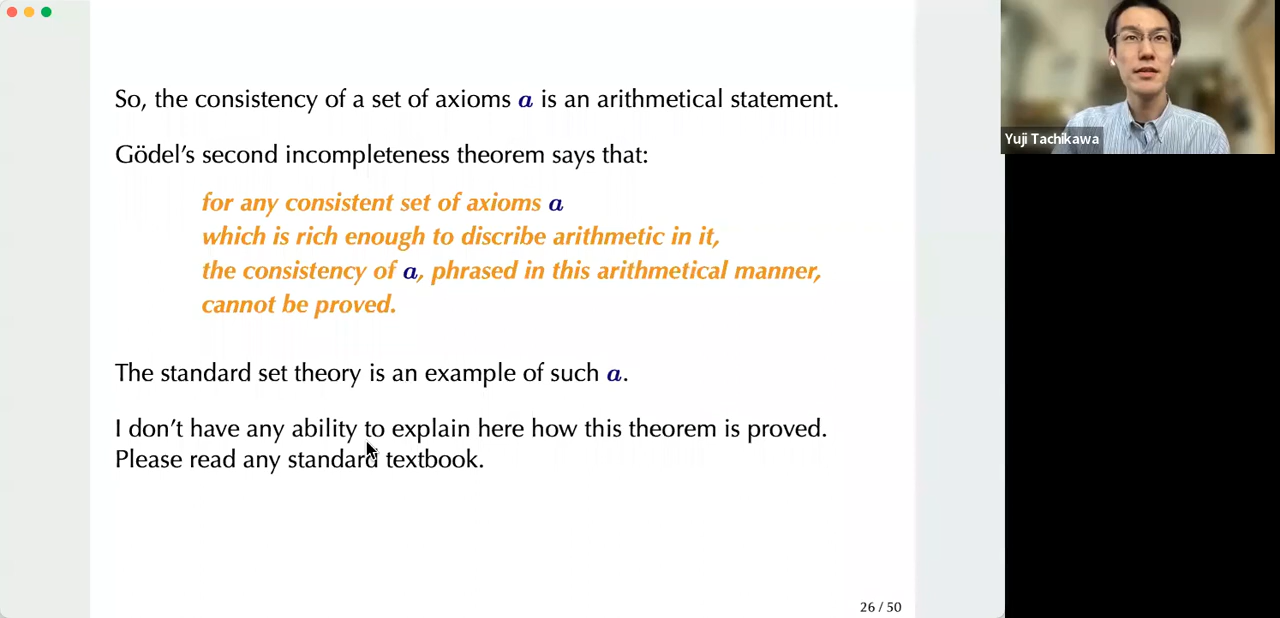 So, the consistency of a set of axioms a is an arithmetical statement.
Gödel's second incompleteness theorem says that:
for any consistent set of axioms a
which is rich enough to discribe arithmetic in it,
the consistency of a, phrased in this arithmetical manner,
cannot be proved.
The standard set theory is an example of such a.
I don't have any ability to explain here how this theorem is proved.
Please read any standard textbook.
26 / 50
Yuji Tachikawa